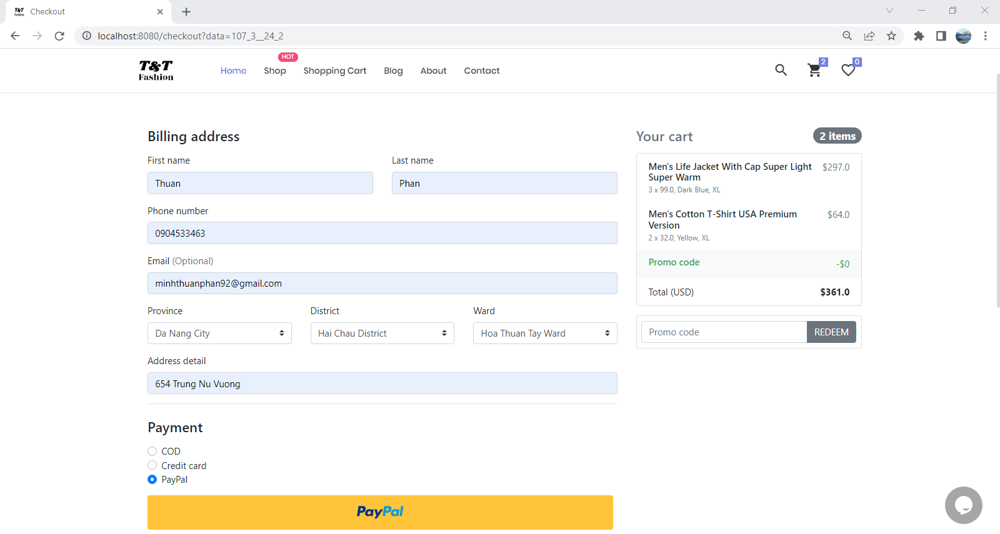 T&T
Fashion
Checkout
localhost:8080/checkout?data=107_3__24_2
T&T
Fashion
Home
Shop
HOT
Shopping Cart
Blog
About
Contact
2
0
Billing address
First name
Last name
Thuan
Phan
Phone number
0904533463
Email (Optional)
minhthuanphan92@gmail.com
Province
District
Ward
Da Nang City
Hai Chau District
Hoa Thuan Tay Ward
Address detail
654 Trung Nu Vuong
Payment
COD
Credit card
PayPal
PayPal
Your cart
2 items
Men's Life Jacket With Cap Super Light
$297.0
Super Warm
3 x 99.0, Dark Blue, XL
Men's Cotton T-Shirt USA Premium
$64.0
Version
2 x 32.0, Yellow, XL
Promo code
-$0
Total (USD)
$361.0
Promo code
REDEEM